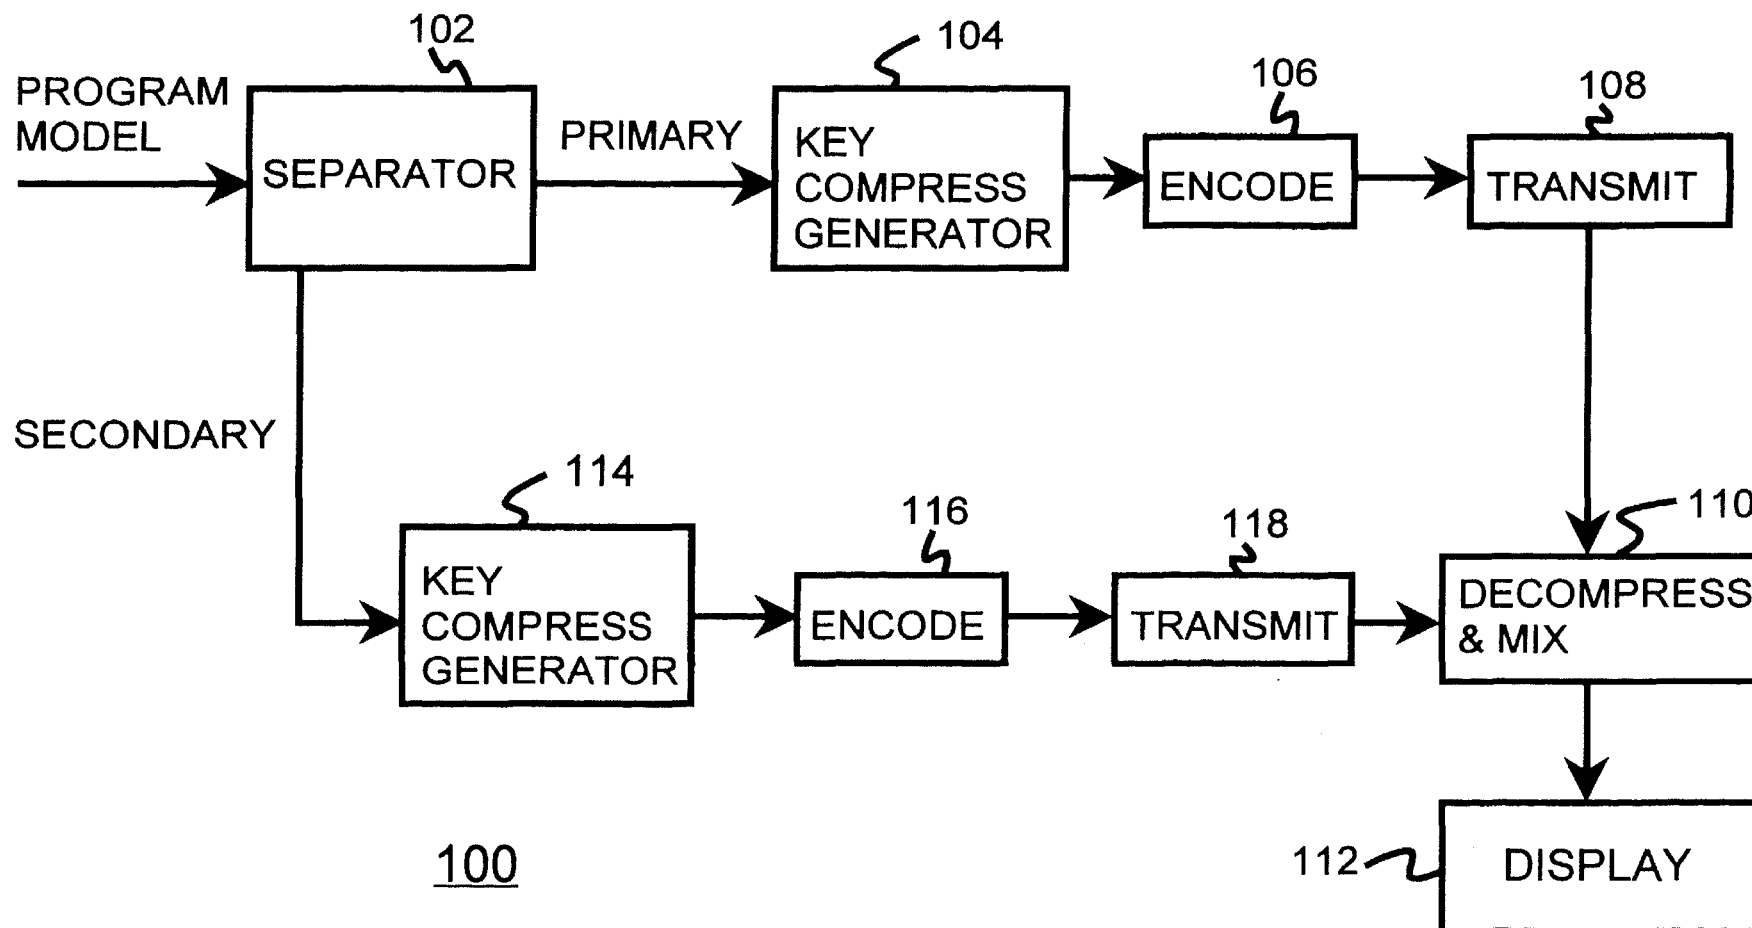 102
104
106
108
PROGRAM
MODEL
SEPARATOR
PRIMARY
KEY
COMPRESS
GENERATOR
ENCODE
TRANSMIT
SECONDARY
114
116
118
110
KEY
COMPRESS
GENERATOR
ENCODE
TRANSMIT
DECOMPRESS
& MIX
100
112
DISPLAY